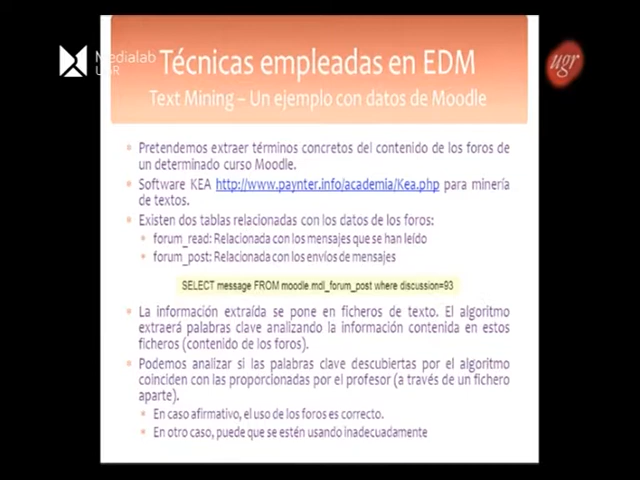 Medialab
UGR
ugr
Técnicas empleadas en EDM
Text Mining – Un ejemplo con datos de Moodle
Pretendemos extraer términos concretos del contenido de los foros de
un determinado curso Moodle.
Software KEA http://www.paynter.info/academia/Kea.php para minería
de textos.
Existen dos tablas relacionadas con los datos de los foros:
forum_read: Relacionada con los mensajes que se han leído
forum_post: Relacionada con los envíos de mensajes
SELECT message FROM moodle.mdl_forum_post where discussion=93
La información extraída se pone en ficheros de texto. El algoritmo
extraerá palabras clave analizando la información contenida en estos
ficheros (contenido de los foros).
Podemos analizar si las palabras clave descubiertas por el algoritmo
coinciden con las proporcionadas por el profesor (a través de un fichero
aparte).
En caso afirmativo, el uso de los foros es correcto.
En otro caso, puede que se estén usando inadecuadamente